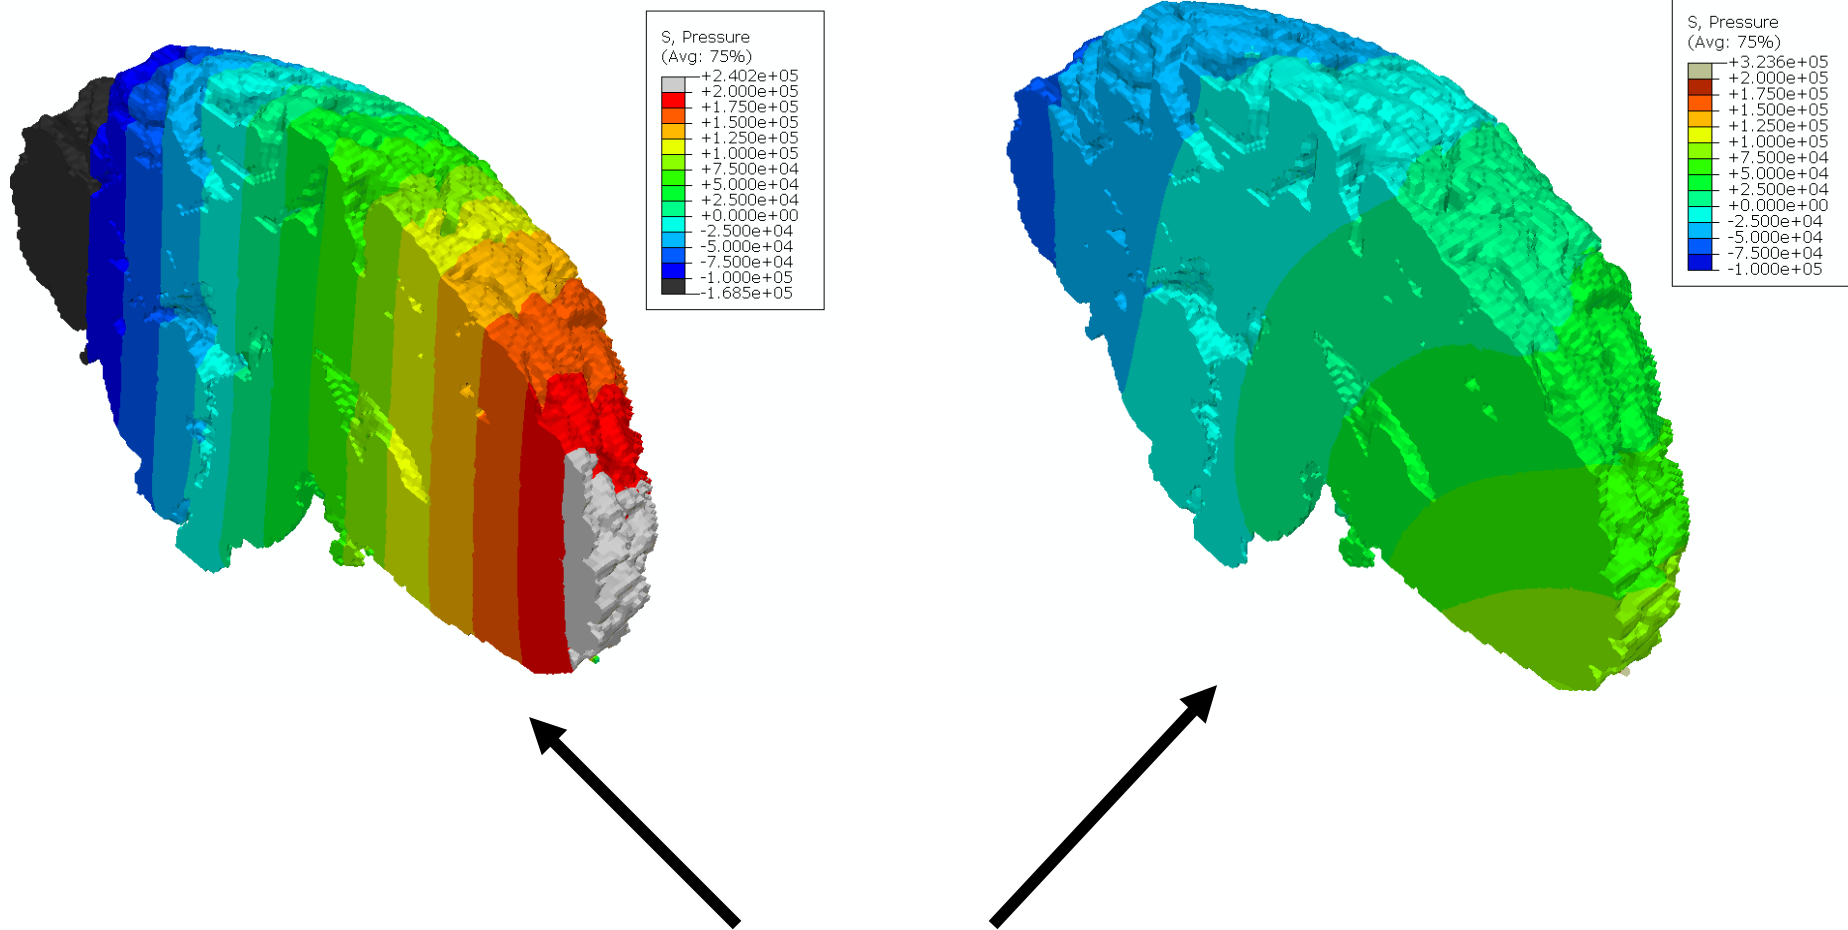 S, Pressure
(Avg: 75%)
+2.402e+05
+2.000e+05
+1.750e+05
+1.500e+05
+1.250e+05
+1.000e+05
+7.500e+04
+5.000e+04
+2.500e+04
+0.000e+00
-2.500e+04
-5.000e+04
-7.500e+04
-1.000e+05
-1.685e+05
S, Pressure
(Avg: 75%)
+3.236e+05
+2.000e+05
+1.750e+05
+1.500e+05
+1.250e+05
+1.000e+05
+7.500e+04
+5.000e+04
+2.500e+04
+0.000e+00
-2.500e+04
-5.000e+04
-7.500e+04
-1.000e+05